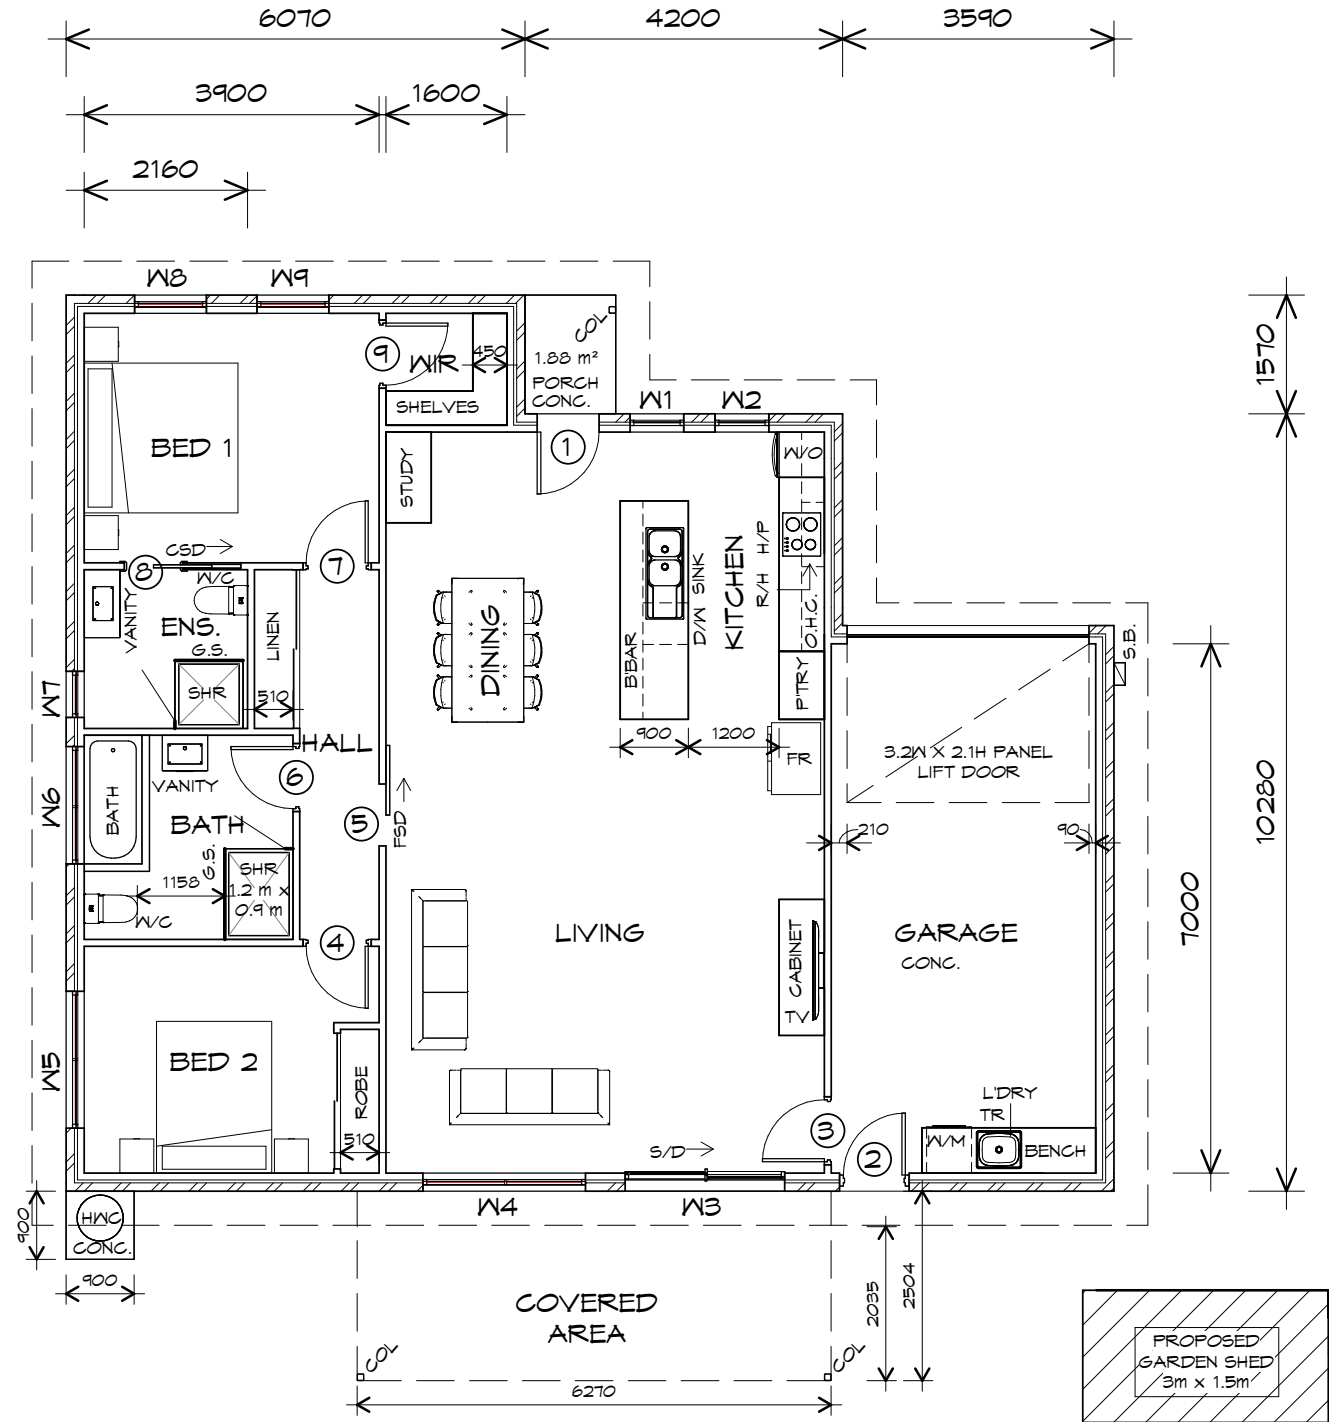 6070
4200
3590
3900
1600
2160
W8
W9
COL
1570
9
WIR
450
1.88 m²
PORCH
CONC.
SHELVES
W1
W2
BED 1
1
W/O
STUDY
R/H H/P
KITCHEN
D/W SINK
O.H.C.
CSD
7
8
W/C
VANITY
ENS.
G.S.
LINEN
DINING
B'BAR
P'TRY
S.B.
W7
SHR
510
HALL
900
1200
FR
3.2W X 2.1H PANEL
LIFT DOOR
6
VANITY
W6
BATH
BATH
5
FSD
210
90
10280
G.S.
SHR
1.2 m x
0.9 m
1158
W/C
7000
4
LIVING
TV CABINET
GARAGE
CONC.
W5
BED 2
ROBE
510
L'DRY
TR
3
W/M
BENCH
S/D
2
W4
W3
900
HWC
CONC.
900
2035
2504
COVERED
AREA
COL
COL
6270
PROPOSED
GARDEN SHED
3m x 1.5m